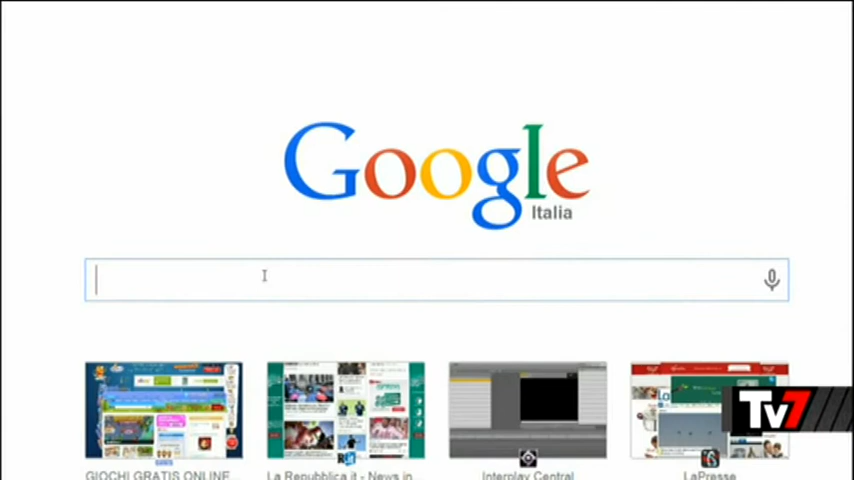 Google
Italia
Tv7
GIOCHI GRATIS ONLINE...
La Repubblica.it - News in...
Interplay Central
LaPresse